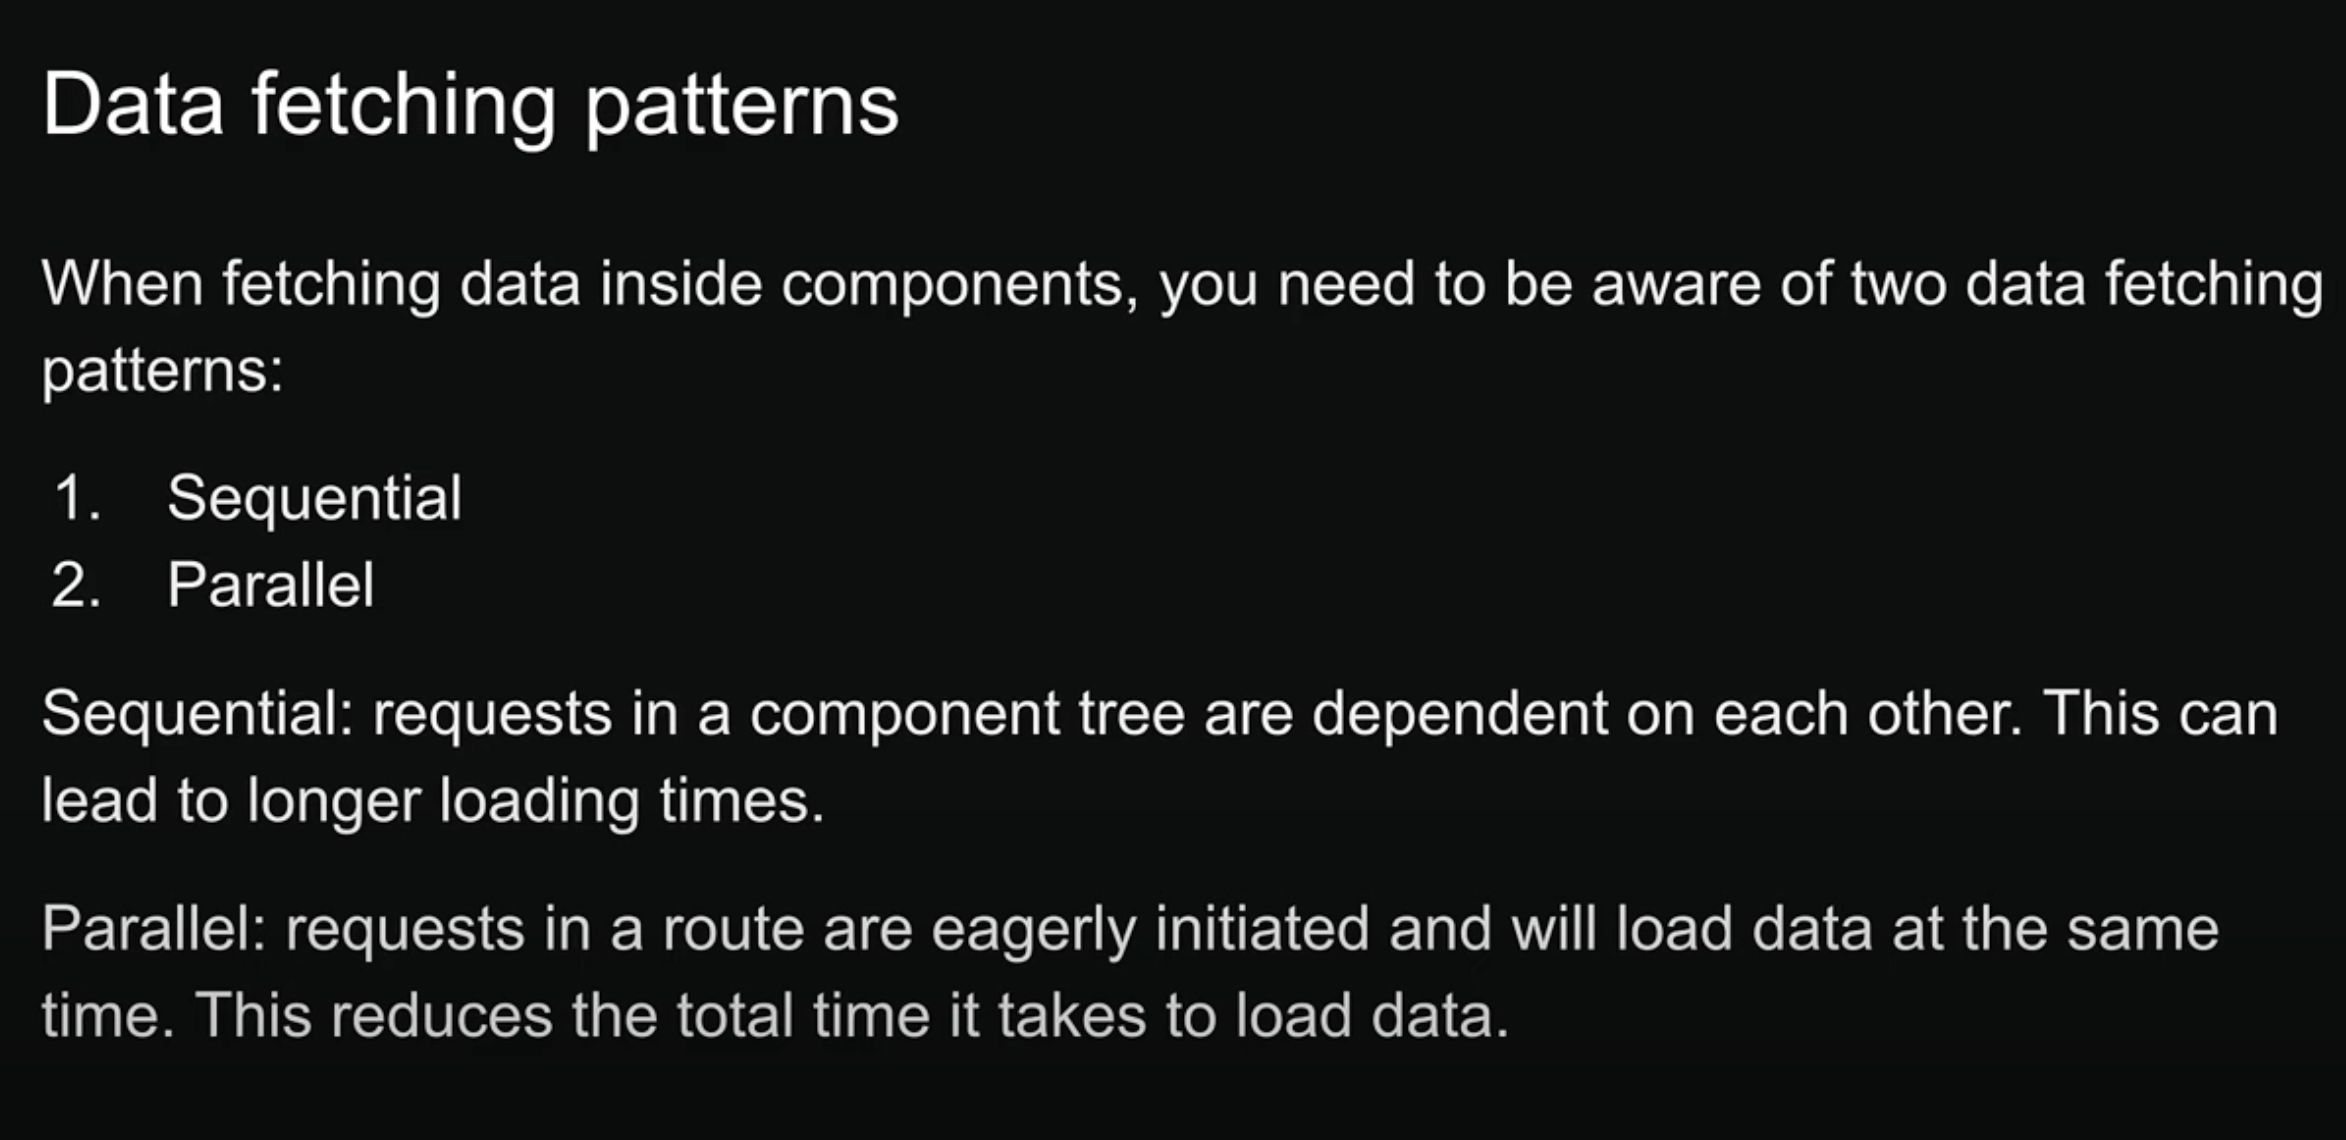 Data fetching patterns
When fetching data inside components, you need to be aware of two data fetching
patterns:
1. Sequential
2. Parallel
Sequential: requests in a component tree are dependent on each other. This can
lead to longer loading times.
Parallel: requests in a route are eagerly initiated and will load data at the same
time. This reduces the total time it takes to load data.